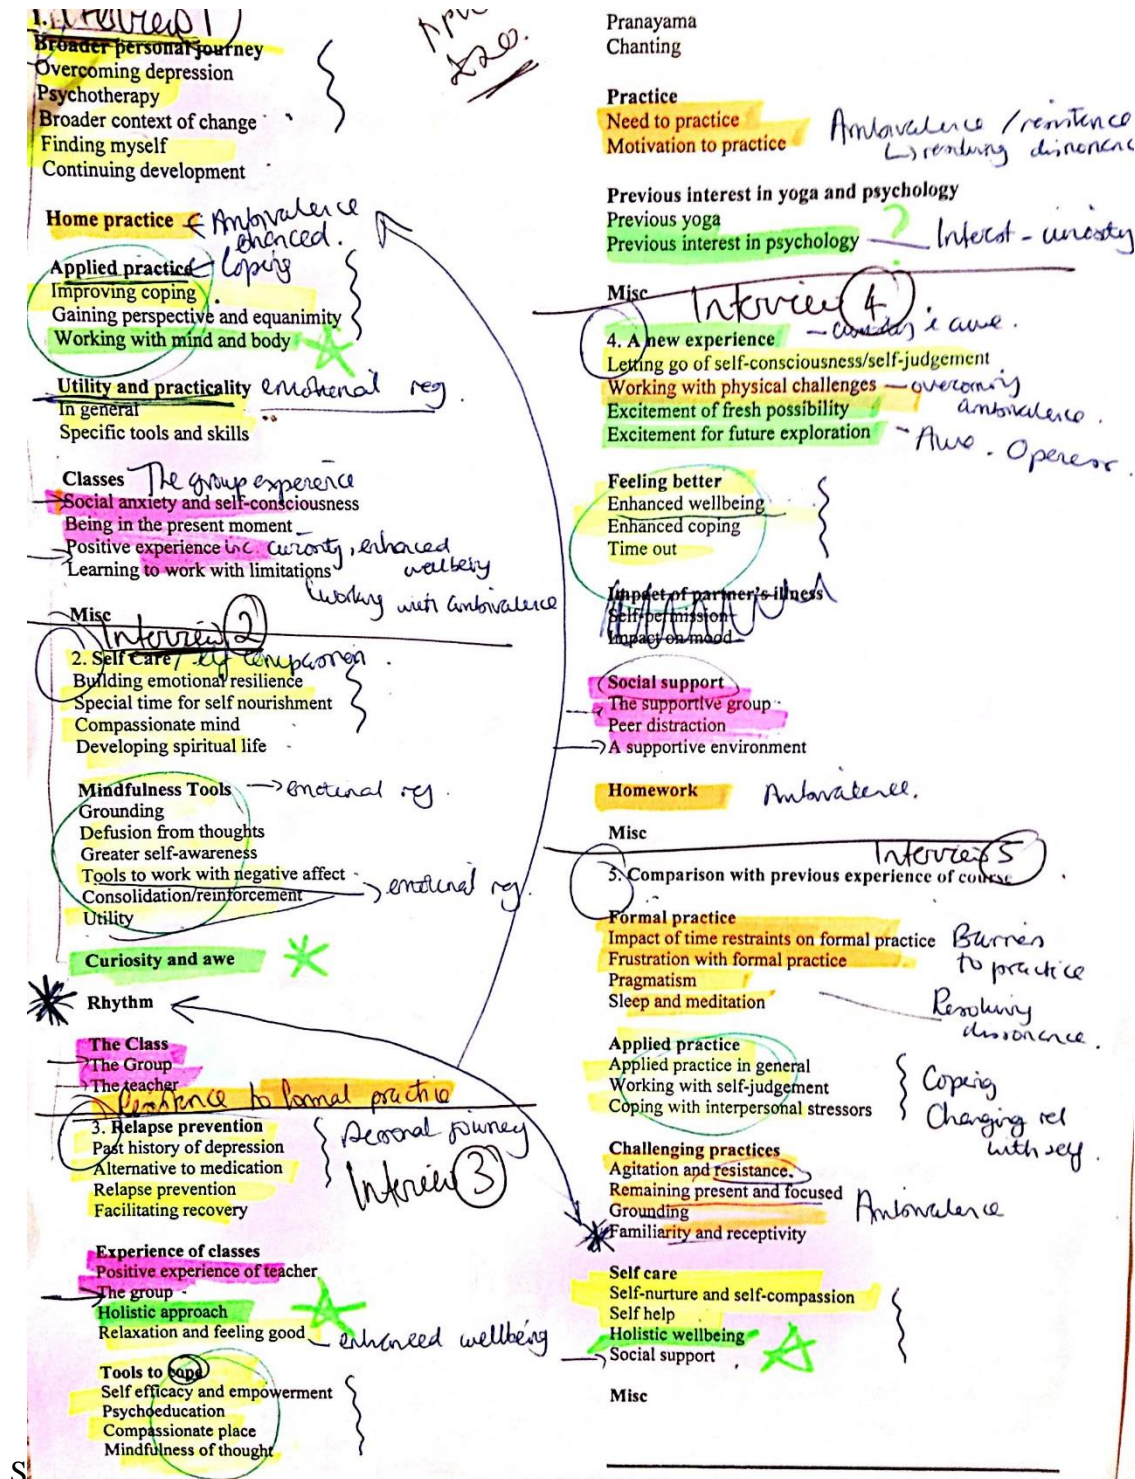 1. Interview 1
Broader personal journey
Overcoming depression
Psychotherapy
Broader context of change
Finding myself
Continuing development
Home practice Ambivalence
enhanced.
Applied practice Coping
Improving coping
Gaining perspective and equanimity
Working with mind and body
Utility and practicality emotional reg.
In general
Specific tools and skills
Classes The group experience
Social anxiety and self-consciousness
Being in the present moment
Positive experience inc. curiosity, enhanced
wellbeing
Learning to work with limitations
working with ambivalence
Misc
Interview 2
2. Self Care / self compassion.
Building emotional resilience
Special time for self nourishment
Compassionate mind
Developing spiritual life
Mindfulness Tools emotional reg.
Grounding
Defusion from thoughts
Greater self-awareness
Tools to work with negative affect
emotional reg.
Consolidation/reinforcement
Utility
Curiosity and awe
Rhythm
The Class
The Group
The teacher
Resistance to formal practice
3. Relapse prevention
Personal journey
Past history of depression
Alternative to medication
Interview 3
Relapse prevention
Facilitating recovery
Experience of classes
Positive experience of teacher
The group
Holistic approach
Relaxation and feeling good enhanced wellbeing
Tools to cope
Self efficacy and empowerment
Psychoeducation
Compassionate place
Mindfulness of thought
S
Pranayama
Chanting
Practice
Need to practice
Motivation to practice
Ambivalence / resistence
resolving dissonance
Previous interest in yoga and psychology
Previous yoga
?
Previous interest in psychology Interest - curiosity
Misc
Interview 4
4. A new experience - curiosity & awe.
Letting go of self-consciousness/self-judgement
Working with physical challenges - overcoming
ambivalence.
Excitement of fresh possibility
Excitement for future exploration - Awe.
Feeling better
Enhanced wellbeing
Enhanced coping
Time out
Impact of partner's illness
Self-permission
Impact on mood
Social support
The supportive group
Peer distraction
A supportive environment
Homework Ambivalence.
Misc
Interview 5
5. Comparison with previous experience of course
Formal practice
Impact of time restraints on formal practice
Frustration with formal practice
Barriers
to practice
Pragmatism
Sleep and meditation
Resolving
dissonance.
Applied practice
Applied practice in general
Working with self-judgement
Coping with interpersonal stressors
Coping
Changing rel
with self.
Challenging practices
Agitation and resistance.
Remaining present and focused
Grounding
Ambivalence
Familiarity and receptivity
Self care
Self-nurture and self-compassion
Self help
Holistic wellbeing
Social support
Misc